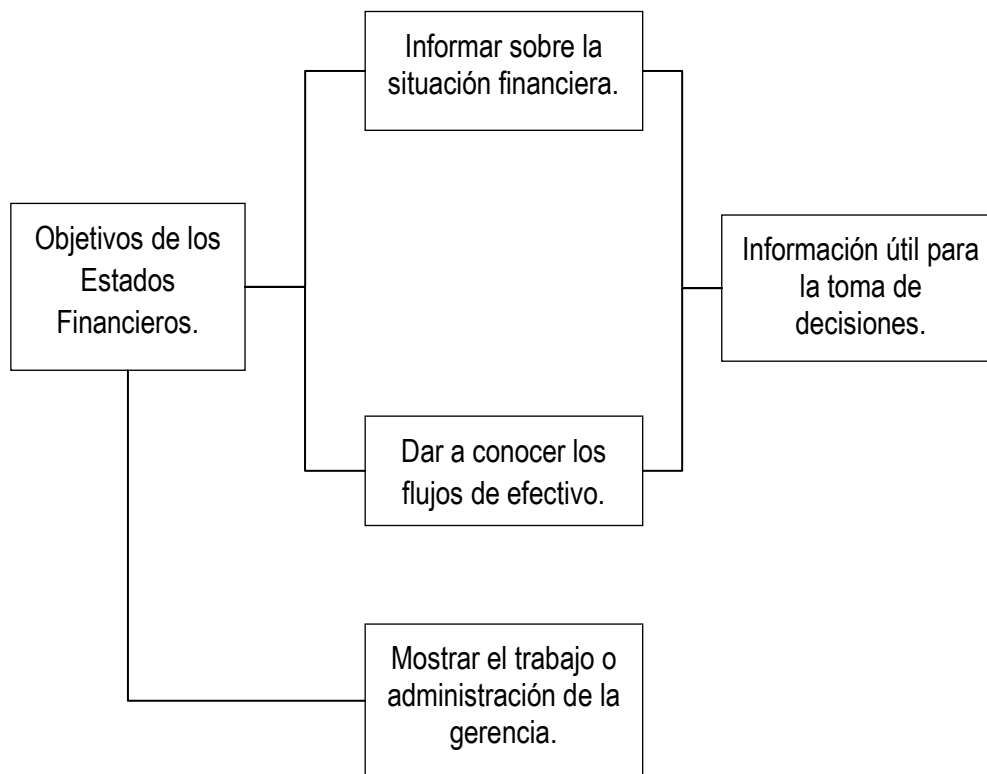 Informar sobre la
situación financiera.
Objetivos de los
Estados
Financieros.
Información útil para
la toma de
decisiones.
Dar a conocer los
flujos de efectivo.
Mostrar el trabajo o
administración de la
gerencia.